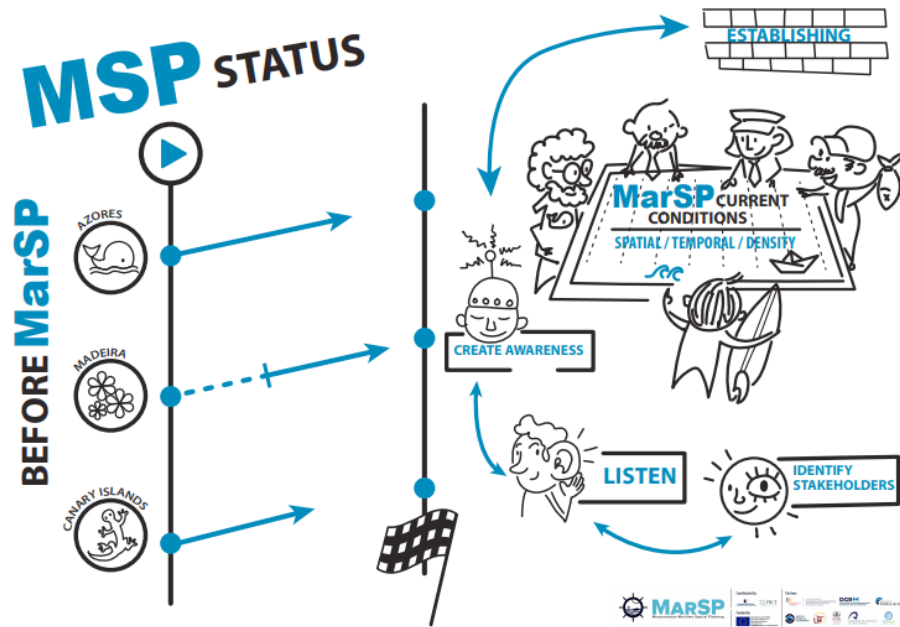 MSP STATUS
BEFORE MarSP
AZORES
MADEIRA
CANARY ISLANDS
ESTABLISHING
MarSP CURRENT
CONDITIONS
SPATIAL / TEMPORAL / DENSITY
CREATE AWARENESS
LISTEN
IDENTIFY
STAKEHOLDERS
MARSP